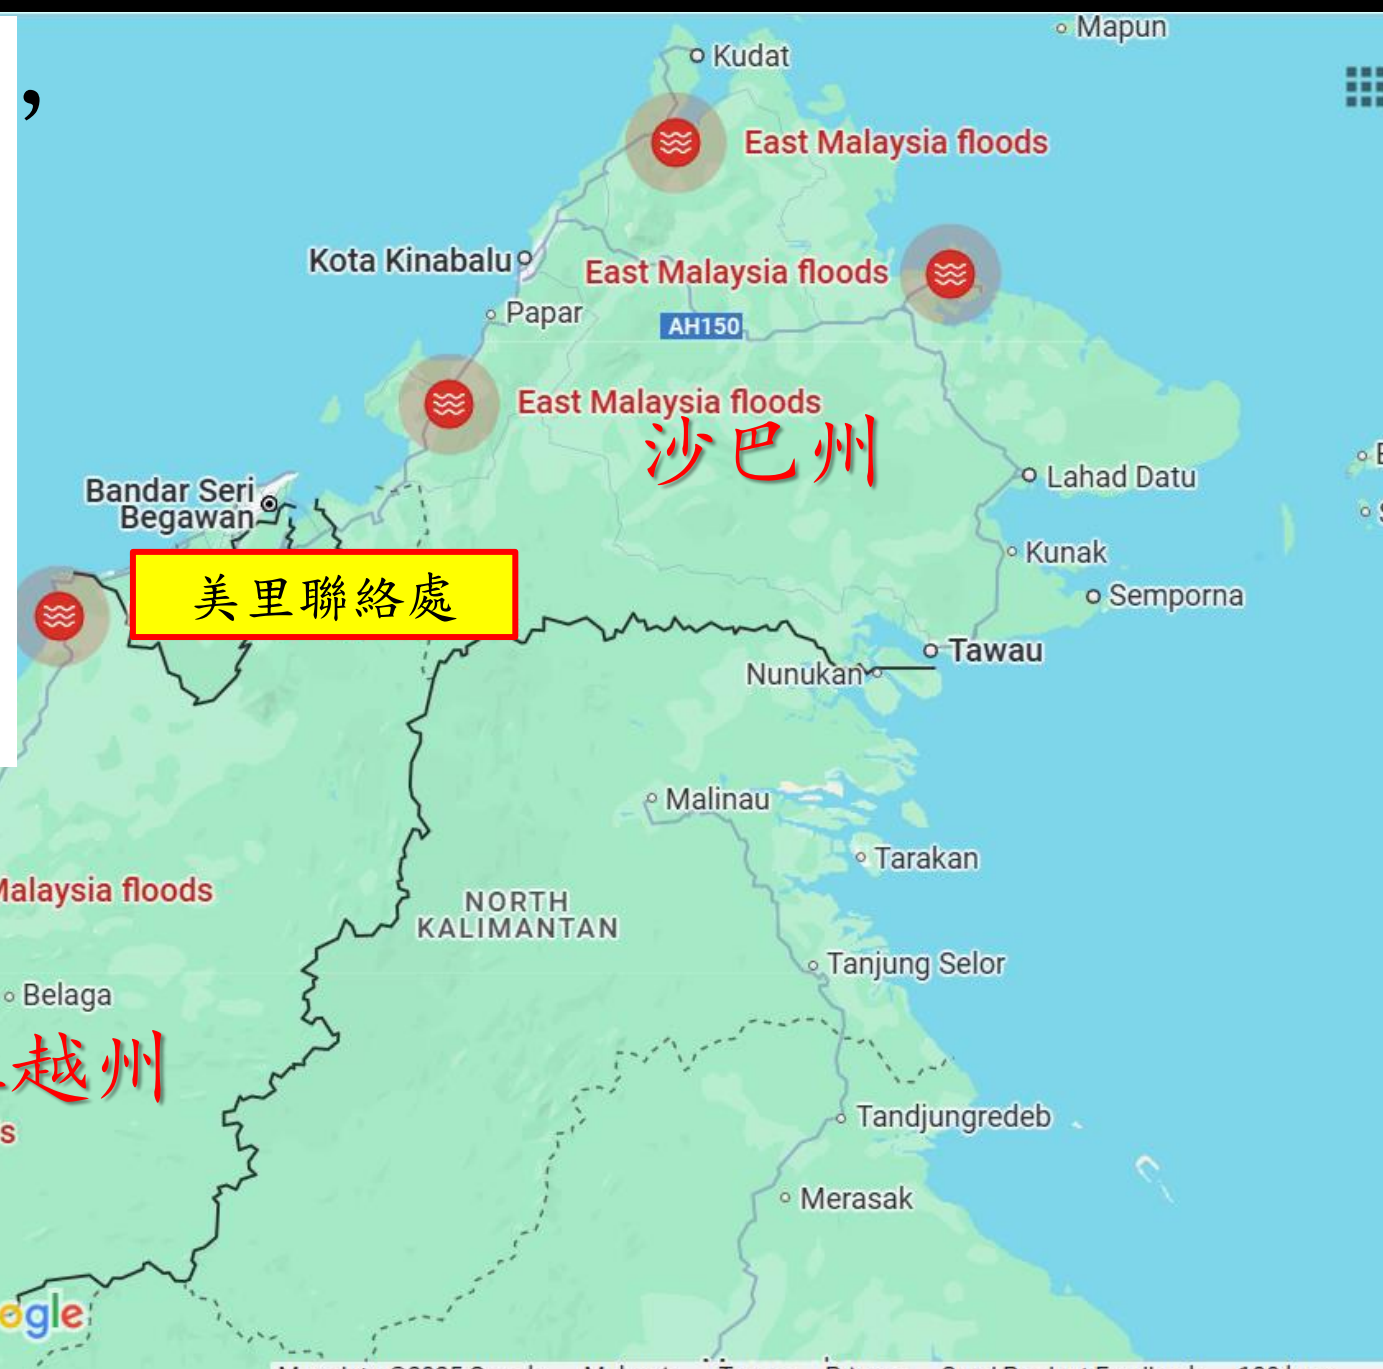 Mapun
Kudat
,
East Malaysia floods
Kota Kinabalu
East Malaysia floods
Papar
AH150
East Malaysia floods
沙巴州
Lahad Datu
Bandar Seri
Begawan
Kunak
美里聯絡處
Semporna
Tawau
Nunukan
Malinau
Tarakan
Malaysia floods
NORTH
KALIMANTAN
Tanjung Selor
Belaga
越州
Tandjungredeb
s
Merasak
ogle